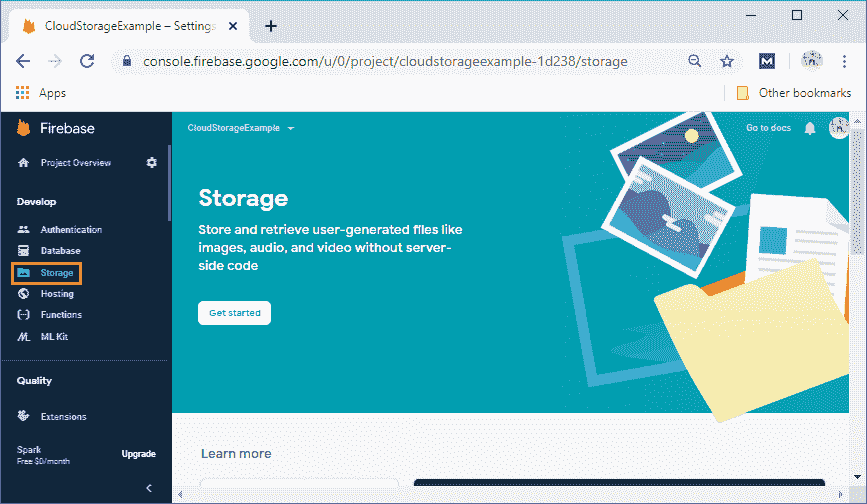 CloudStorageExample – Settings
console.firebase.google.com/u/0/project/cloudstorageexample-1d238/storage
Apps
Other bookmarks
Firebase
CloudStorageExample
Go to docs
Project Overview
Develop
Authentication
Database
Storage
Hosting
Functions
ML Kit
Quality
Extensions
Spark
Free $0/month
Upgrade
Storage
Store and retrieve user-generated files like
images, audio, and video without server-
side code
Get started
Learn more